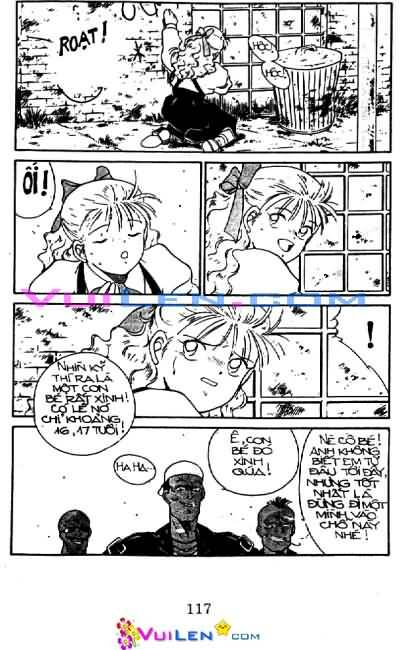 ROẠT!
HỘC
HỘC
ỐI!
VUILEN.COM
!
NHÌN KỸ
THÌ RA LÀ
MỘT CON
BÉ RẤT XINH!
CÓ LẼ NÓ
CHỈ KHOẢNG
16, 17 TUỔI!
HA HA...
Ê, CON
BÉ ĐÓ
XINH
QUÁ!
NÈ CÔ BÉ!
ANH KHÔNG
BIẾT EM TỪ
ĐÂU TỚI ĐÂY,
NHƯNG TỐT
NHẤT LÀ
ĐỪNG ĐI MỘT
MÌNH VÀO
CHỖ NÀY
NHÉ!
117
VUILEN.COM